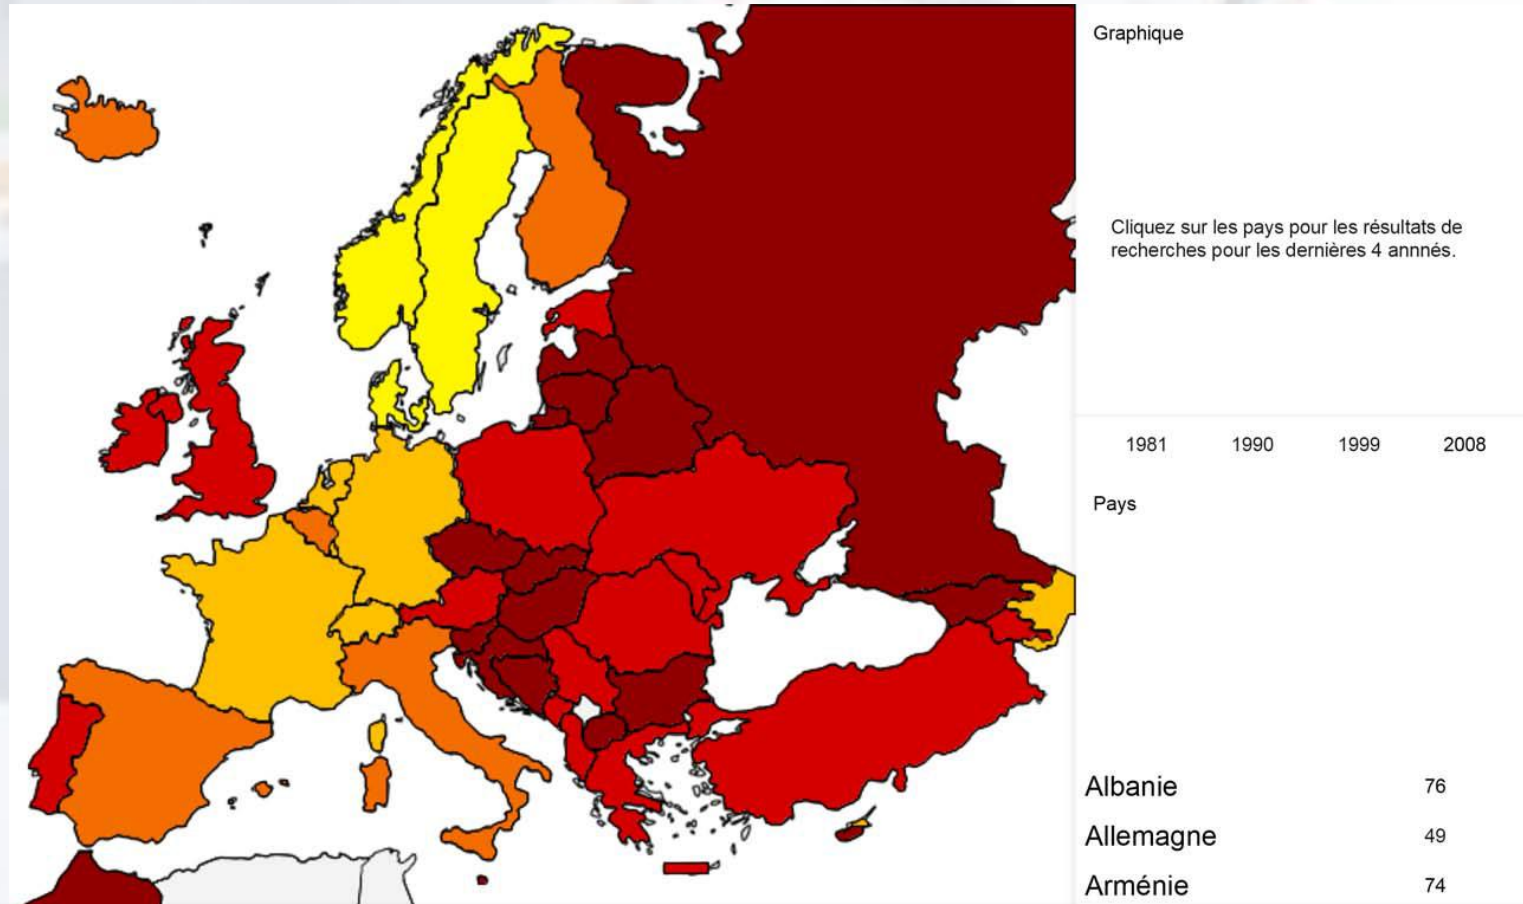 Graphique
Cliquez sur les pays pour les résultats de
recherches pour les dernières 4 annnés.
1981 1990 1999 2008
Pays
Albanie 76
Allemagne 49
Arménie 74